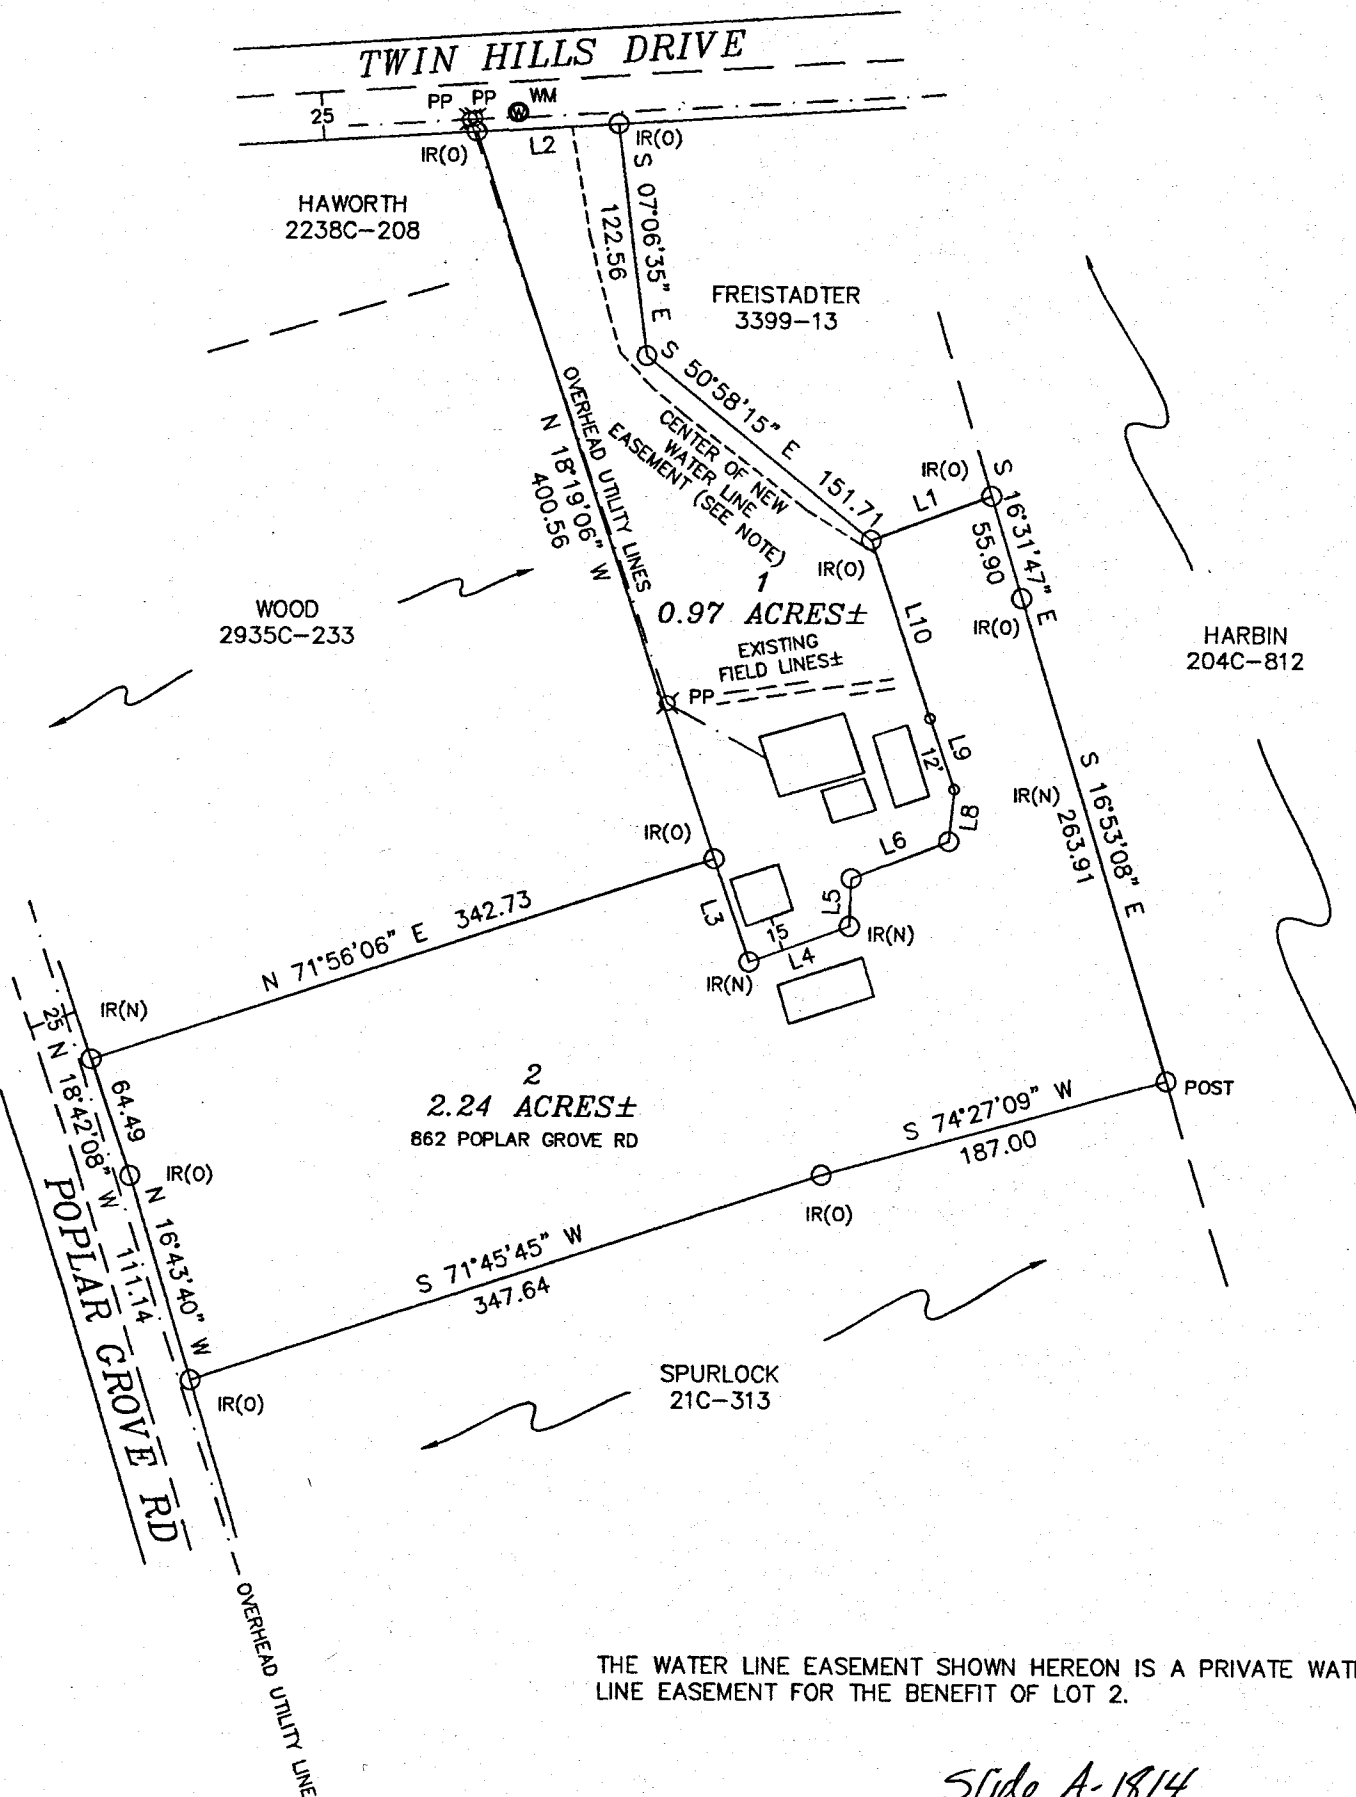 TWIN HILLS DRIVE
PP PP WM
W
25
IR(O)
L2
IR(O)
HAWORTH
2238C-208
S 07°06'35" E
122.56
FREISTADTER
3399-13
S 50°58'15" E 151.71
OVERHEAD UTILITY LINES
N 18°19'06" W
400.56
CENTER OF NEW
WATER LINE
EASEMENT (SEE NOTE)
IR(O)
L1
S 16°31'47" E
55.90
IR(O)
1
0.97 ACRES±
IR(O)
L10
WOOD
2935C-233
EXISTING
FIELD LINES±
HARBIN
204C-812
PP
L9
12'
S 16°53'08" E
263.91
IR(N)
L8
IR(O)
L6
L5
L3
15
L4
IR(N)
IR(N)
N 71°56'06" E 342.73
IR(N)
25
N 18°42'08" W
64.49
2
2.24 ACRES±
862 POPLAR GROVE RD
POST
S 74°27'09" W
187.00
IR(O)
N 16°43'40" W
111.14
IR(O)
POPLAR GROVE RD
S 71°45'45" W
347.64
IR(O)
SPURLOCK
21C-313
OVERHEAD UTILITY LINE
THE WATER LINE EASEMENT SHOWN HEREON IS A PRIVATE WAT
LINE EASEMENT FOR THE BENEFIT OF LOT 2.
Slide A-1814